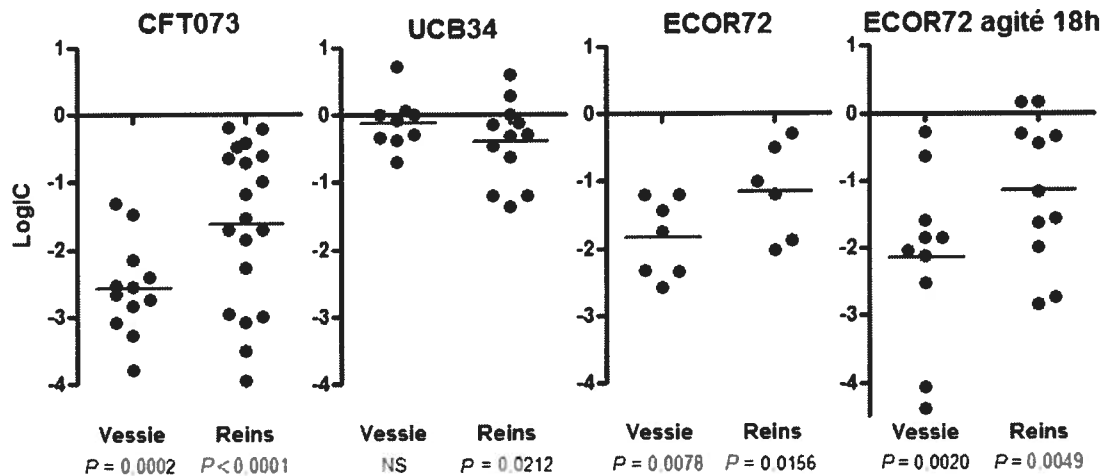 CFT073 UCB34 ECOR72 ECOR72 agité 18h
LogIC
1 1 1 1
0 0 0 0
-1 -1 -1 -1
-2 -2 -2 -2
-3 -3 -3 -3
-4 -4 -4 -4
Vessie Reins Vessie Reins Vessie Reins Vessie Reins
P = 0.0002 P < 0.0001 NS P = 0.0212 P = 0.0078 P = 0.0156 P = 0.0020 P = 0.0049